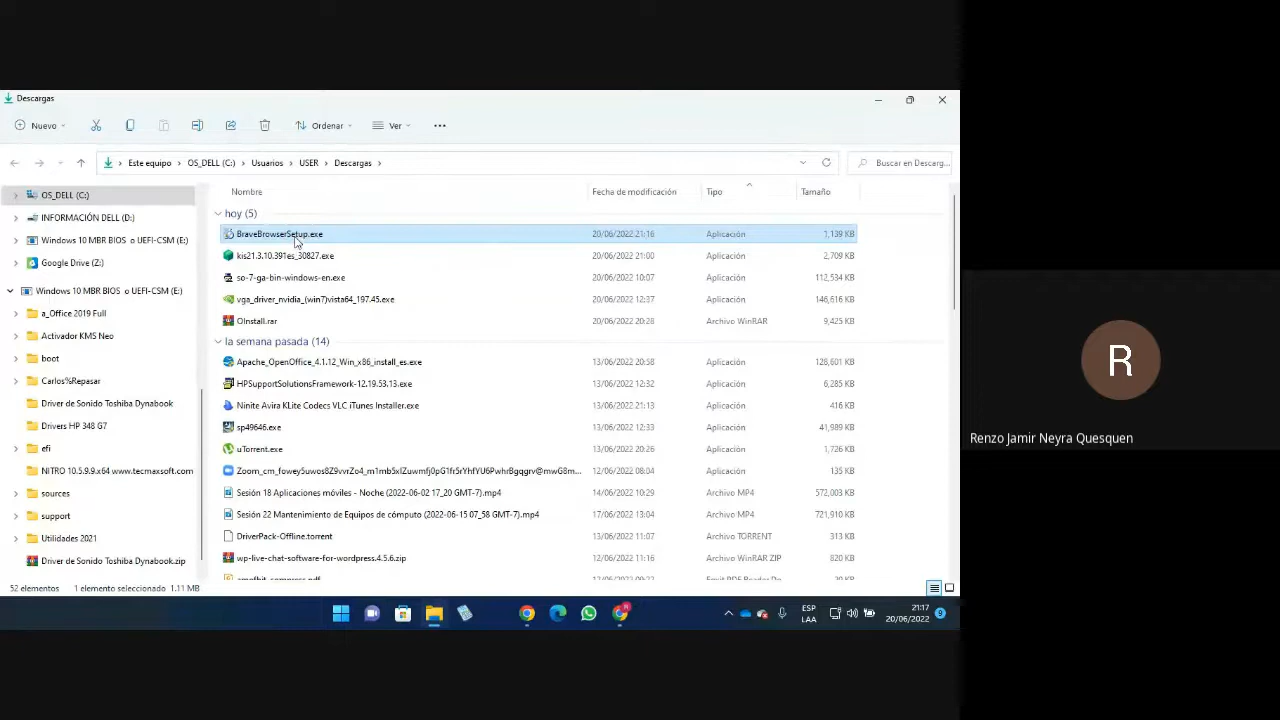 Descargas
Nuevo
Ordenar
Ver
Este equipo > OS_DELL (C:) > Usuarios > USER > Descargas >
Buscar en Descarg...
OS_DELL (C:)
INFORMACIÓN DELL (D:)
Windows 10 MBR BIOS o UEFI-CSM (E:)
Google Drive (Z:)
Windows 10 MBR BIOS o UEFI-CSM (E:)
a_Office 2019 Full
Activador KMS Neo
boot
Carlos%Repasar
Driver de Sonido Toshiba Dynabook
Drivers HP 348 G7
efi
NITRO 10.5.9.9.x64 www.tecmaxsoft.com
sources
support
Utilidades 2021
Driver de Sonido Toshiba Dynabook.zip
Nombre Fecha de modificación Tipo Tamaño
hoy (5)
BraveBrowserSetup.exe 20/06/2022 21:16 Aplicación 1,139 KB
kis21.3.10.391es_30827.exe 20/06/2022 21:00 Aplicación 2,709 KB
so-7-ga-bin-windows-en.exe 20/06/2022 10:07 Aplicación 112,534 KB
vga_driver_nvidia_(win7)vista64_197.45.exe 20/06/2022 12:37 Aplicación 146,616 KB
OInstall.rar 20/06/2022 20:28 Archivo WinRAR 9,425 KB
la semana pasada (14)
Apache_OpenOffice_4.1.12_Win_x86_install_es.exe 13/06/2022 20:58 Aplicación 128,601 KB
HPSupportSolutionsFramework-12.19.53.13.exe 13/06/2022 12:32 Aplicación 6,285 KB
Ninite Avira KLite Codecs VLC iTunes Installer.exe 13/06/2022 21:13 Aplicación 416 KB
sp49646.exe 13/06/2022 12:33 Aplicación 41,989 KB
uTorrent.exe 13/06/2022 20:26 Aplicación 1,726 KB
12/06/2022 08:04 Aplicación 135 KB
Sesión 18 Aplicaciones móviles - Noche (2022-06-02 17_20 GMT-7).mp4 14/06/2022 10:29 Archivo MP4 572,003 KB
Sesión 22 Mantenimiento de Equipos de cómputo (2022-06-15 07_58 GMT-7).mp4 17/06/2022 13:04 Archivo MP4 721,910 KB
DriverPack-Offline.torrent 13/06/2022 11:07 Archivo TORRENT 313 KB
wp-live-chat-software-for-wordpress.4.5.6.zip 12/06/2022 11:16 Archivo WinRAR ZIP 820 KB
52 elementos 1 elemento seleccionado 1.11 MB
ESP
LAA
21:17
20/06/2022
9
R
Renzo Jamir Neyra Quesquen